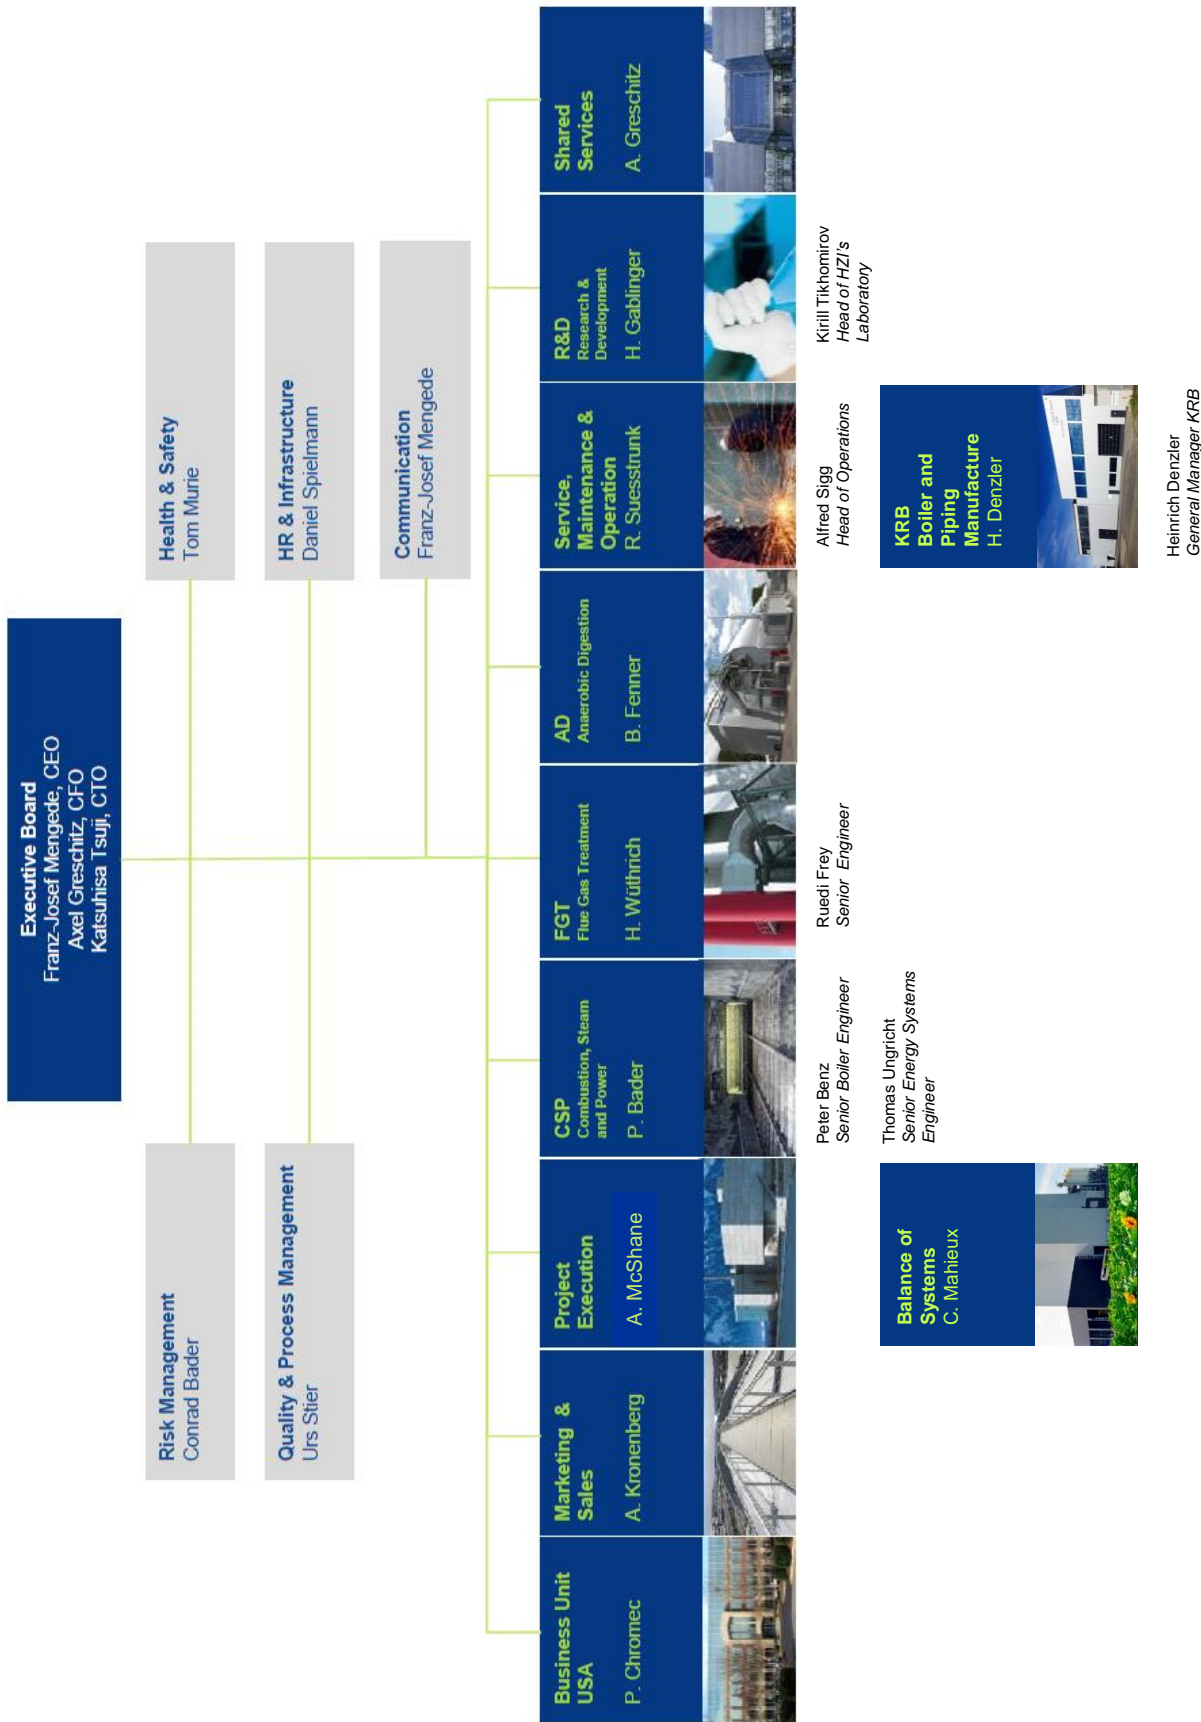 Executive Board
Franz-Josef Mengede, CEO
Axel Greschitz, CFO
Katsuhisa Tsuji, CTO
Risk Management
Conrad Bader
Health & Safety
Tom Murie
Quality & Process Management
Urs Stier
HR & Infrastructure
Daniel Spielmann
Communication
Franz-Josef Mengede
Business Unit
USA
P. Chromec
Marketing &
Sales
A. Kronenberg
Project
Execution
A. McShane
CSP
Combustion, Steam
and Power
P. Bader
FGT
Flue Gas Treatment
H. Wüthrich
AD
Anaerobic Digestion
B. Fenner
Service,
Maintenance &
Operation
R. Suesstrunk
R&D
Research &
Development
H. Gablinger
Shared
Services
A. Greschitz
Peter Benz
Senior Boiler Engineer
Thomas Ungricht
Senior Energy Systems
Engineer
Ruedi Frey
Senior Engineer
Alfred Sigg
Head of Operations
Kirill Tikhomirov
Head of HZI's
Laboratory
Balance of
Systems
C. Mahieux
KRB
Boiler and
Piping
Manufacture
H. Denzler
Heinrich Denzler
General Manager KRB